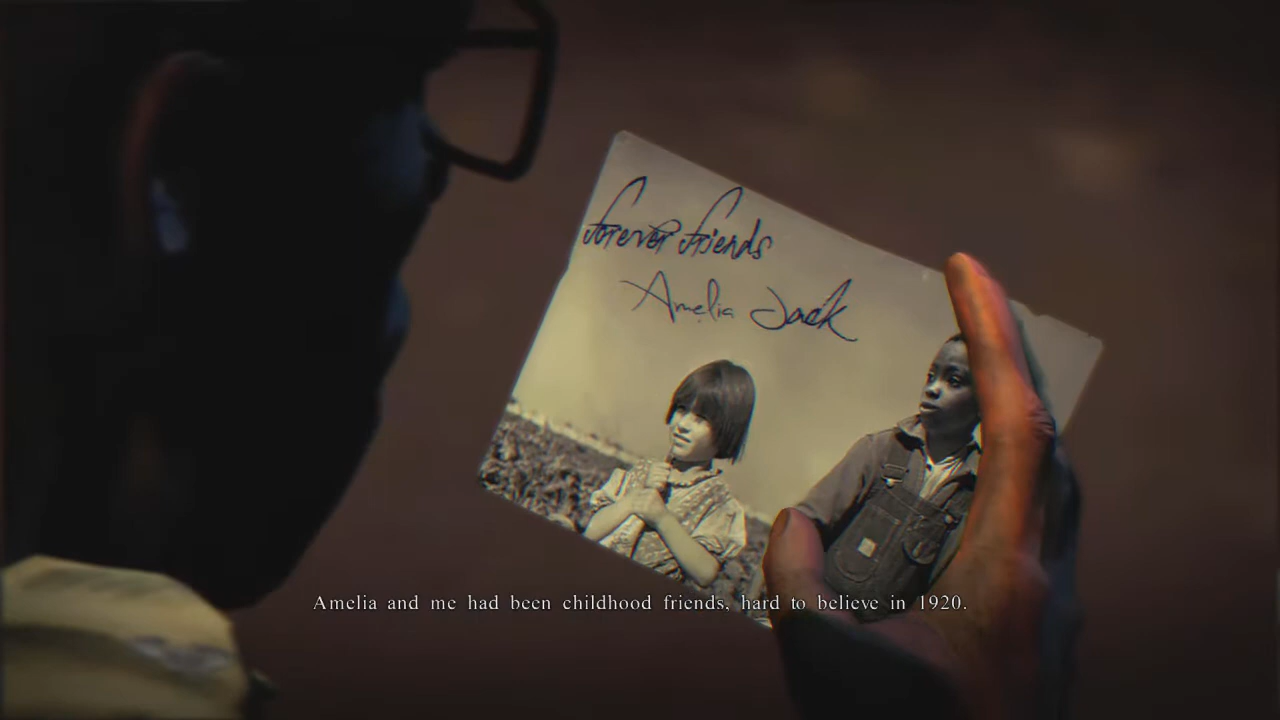 forever friends
Amelia Jack
Amelia and me had been childhood friends, hard to believe in 1920.